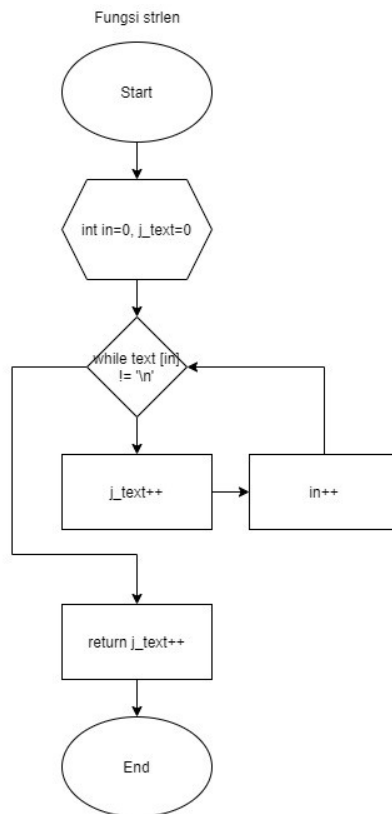 Fungsi strlen
Start
int in=0, j_text=0
while text [in]
!= '\n'
j_text++
in++
return j_text++
End